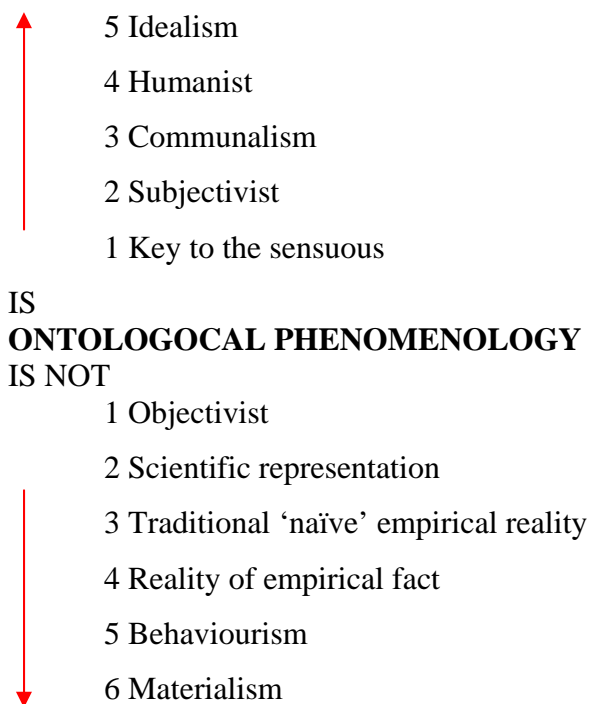 5 Idealism
4 Humanist
3 Communalism
2 Subjectivist
1 Key to the sensuous
IS
ONTOLOGOCAL PHENOMENOLOGY
IS NOT
1 Objectivist
2 Scientific representation
3 Traditional ‘naïve’ empirical reality
4 Reality of empirical fact
5 Behaviourism
6 Materialism